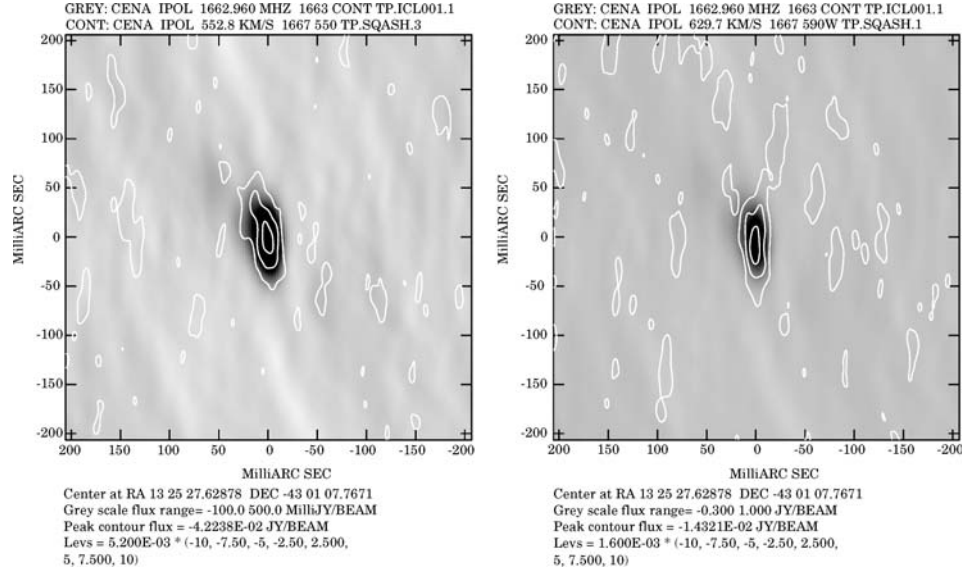 GREY: CENA IPOL 1662.960 MHZ 1663 CONT TP.ICL001.1
CONT: CENA IPOL 552.8 KM/S 1667 550 TP.SQASH.3
200
150
100
50
0
-50
-100
-150
-200
MilliARC SEC
200 150 100 50 0 -50 -100 -150 -200
MilliARC SEC
Center at RA 13 25 27.62878 DEC -43 01 07.7671
Grey scale flux range= -100.0 500.0 MilliJY/BEAM
Peak contour flux = -4.2238E-02 JY/BEAM
Levs = 5.200E-03 * (-10, -7.50, -5, -2.50, 2.500,
5, 7.500, 10)
GREY: CENA IPOL 1662.960 MHZ 1663 CONT TP.ICL001.1
CONT: CENA IPOL 629.7 KM/S 1667 590W TP.SQASH.1
200
150
100
50
0
-50
-100
-150
-200
MilliARC SEC
200 150 100 50 0 -50 -100 -150 -200
MilliARC SEC
Center at RA 13 25 27.62878 DEC -43 01 07.7671
Grey scale flux range= -0.300 1.000 JY/BEAM
Peak contour flux = -1.4321E-02 JY/BEAM
Levs = 1.600E-03 * (-10, -7.50, -5, -2.50, 2.500,
5, 7.500, 10)